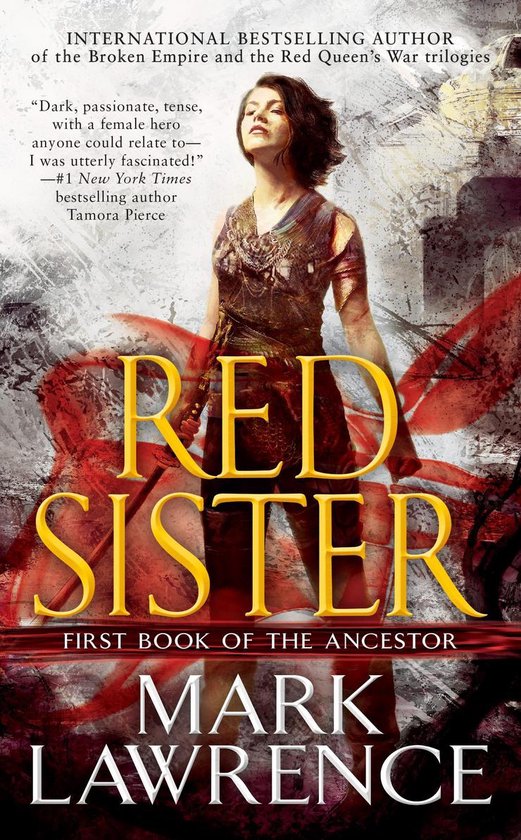 INTERNATIONAL BESTSELLING AUTHOR
of the Broken Empire and the Red Queen's War trilogies
“Dark, passionate, tense,
with a female hero
anyone could relate to—
I was utterly fascinated!”
—#1 New York Times
bestselling author
Tamora Pierce
RED
SISTER
FIRST BOOK OF THE ANCESTOR
MARK
LAWRENCE